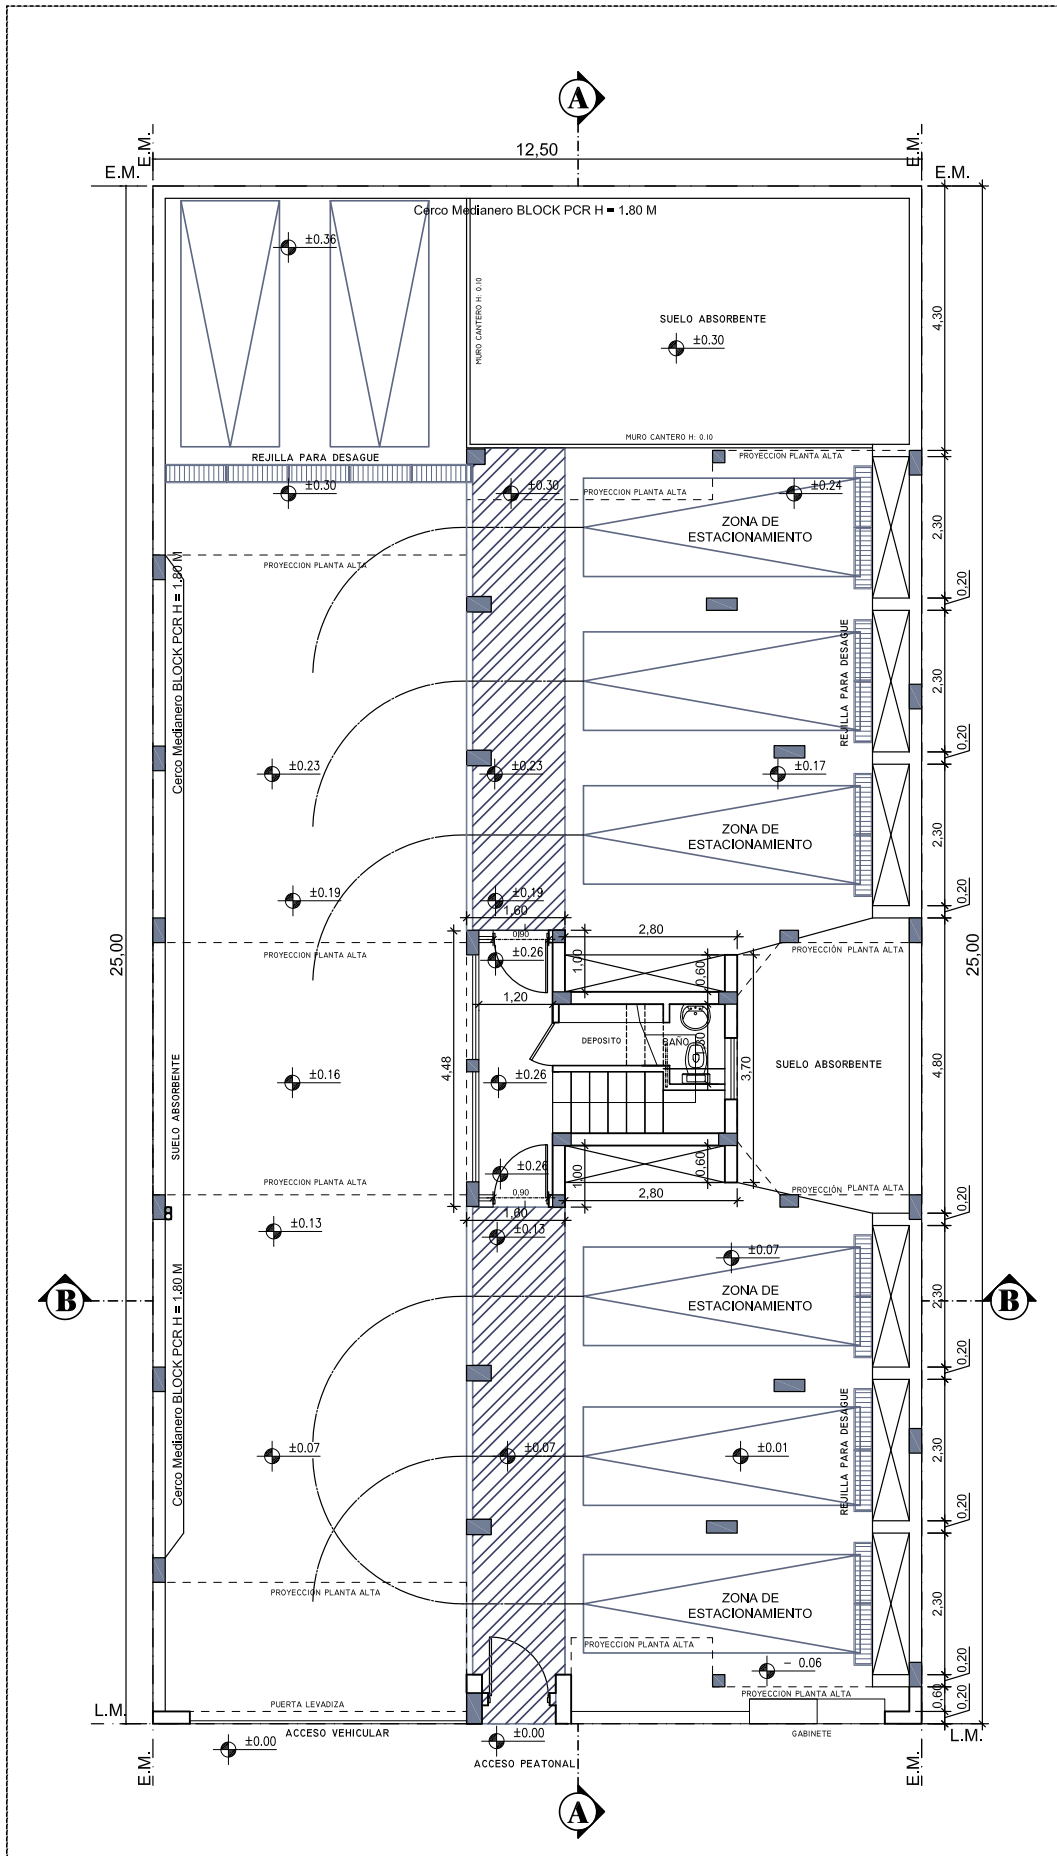 A
E.M.
E.M.
12,50
E.M.
E.M.
Cerco Medianero BLOCK PCR H = 1.80 M
±0.36
MURO CANTERO H: 0.10
SUELO ABSORBENTE
±0.30
4,30
MURO CANTERO H: 0.10
REJILLA PARA DESAGUE
PROYECCION PLANTA ALTA
±0.30
±0.30
PROYECCION PLANTA ALTA
±0.24
ZONA DE
ESTACIONAMIENTO
2,30
PROYECCION PLANTA ALTA
0,20
Cerco Medianero BLOCK PCR H = 1.80 M
REJILLA PARA DESAGUE
2,30
0,20
±0.23
±0.23
±0.17
ZONA DE
ESTACIONAMIENTO
2,30
±0.19
±0.19
0,20
1,60
25,00
25,00
2,80
0,90
PROYECCION PLANTA ALTA
PROYECCIÓN PLANTA ALTA
±0.26
1,00
0,60
1,20
DEPOSITO
BAÑO
SUELO ABSORBENTE
4,48
3,70
4,80
±0.16
±0.26
SUELO ABSORBENTE
±0.26
1,00
0,60
PROYECCION PLANTA ALTA
0,90
2,80
PROYECCIÓN PLANTA ALTA
0,20
1,60
±0.13
±0.13
±0.07
B
B
ZONA DE
ESTACIONAMIENTO
2,30
Cerco Medianero BLOCK PCR H = 1.80 M
0,20
REJILLA PARA DESAGUE
±0.07
±0.07
±0.01
2,30
0,20
PROYECCION PLANTA ALTA
ZONA DE
ESTACIONAMIENTO
2,30
PROYECCION PLANTA ALTA
- 0.06
0,20
PROYECCION PLANTA ALTA
0,60
0,20
L.M.
PUERTA LEVADIZA
ACCESO VEHICULAR
GABINETE
L.M.
±0.00
±0.00
ACCESO PEATONAL
E.M.
E.M.
A